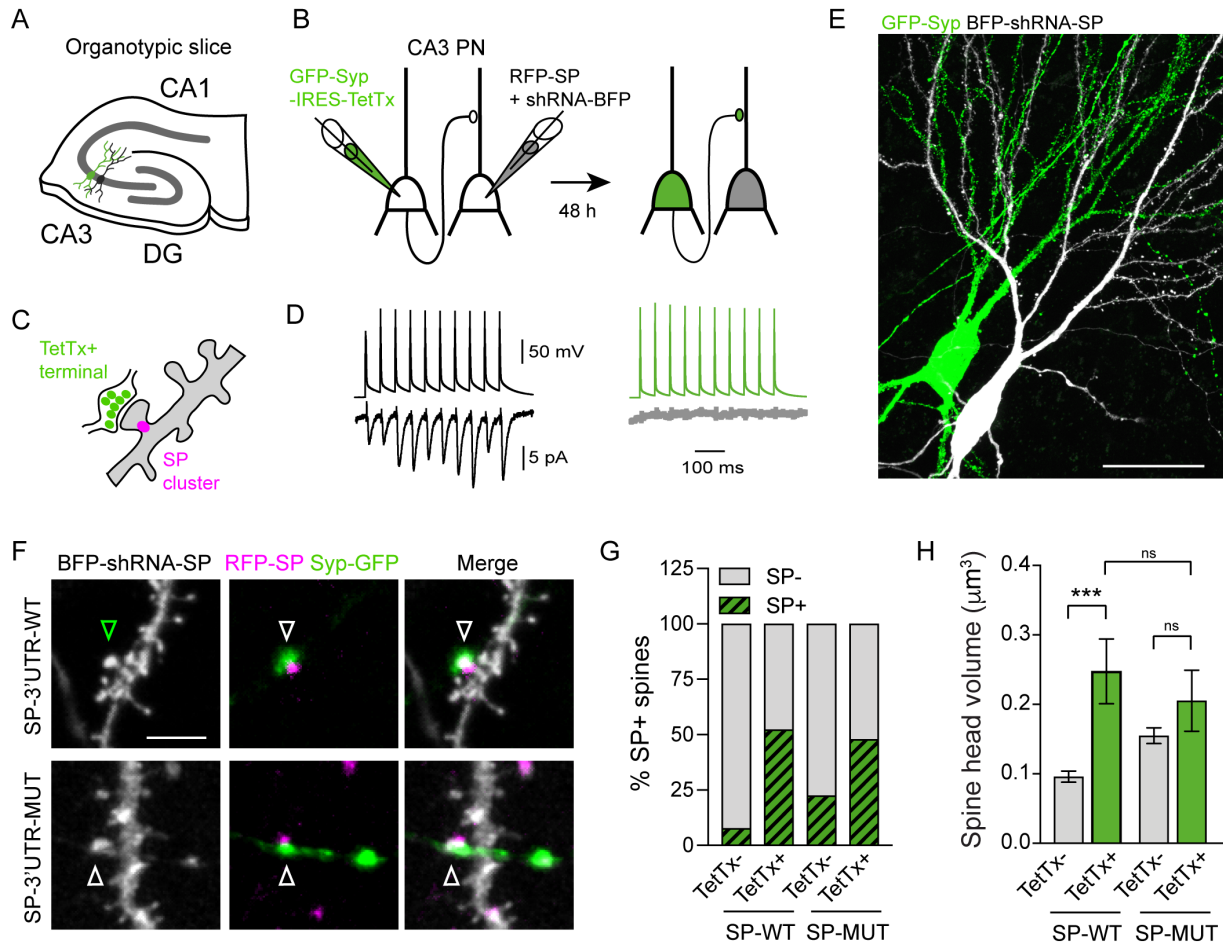 A
Organotypic slice
CA1
CA3
DG
B
CA3 PN
GFP-Syp
-IRES-TetTx
RFP-SP
+ shRNA-BFP
48 h
C
TetTx+
terminal
SP
cluster
D
50 mV
5 pA
100 ms
E
GFP-Syp BFP-shRNA-SP
F
BFP-shRNA-SP
RFP-SP Syp-GFP
Merge
SP-3'UTR-WT
SP-3'UTR-MUT
G
SP-
SP+
% SP+ spines
125
100
75
50
25
0
TetTx- TetTx+ TetTx- TetTx+
SP-WT SP-MUT
H
Spine head volume (μm³)
0.4
0.3
0.2
0.1
0.0
ns
***
ns
TetTx- TetTx+ TetTx- TetTx+
SP-WT SP-MUT